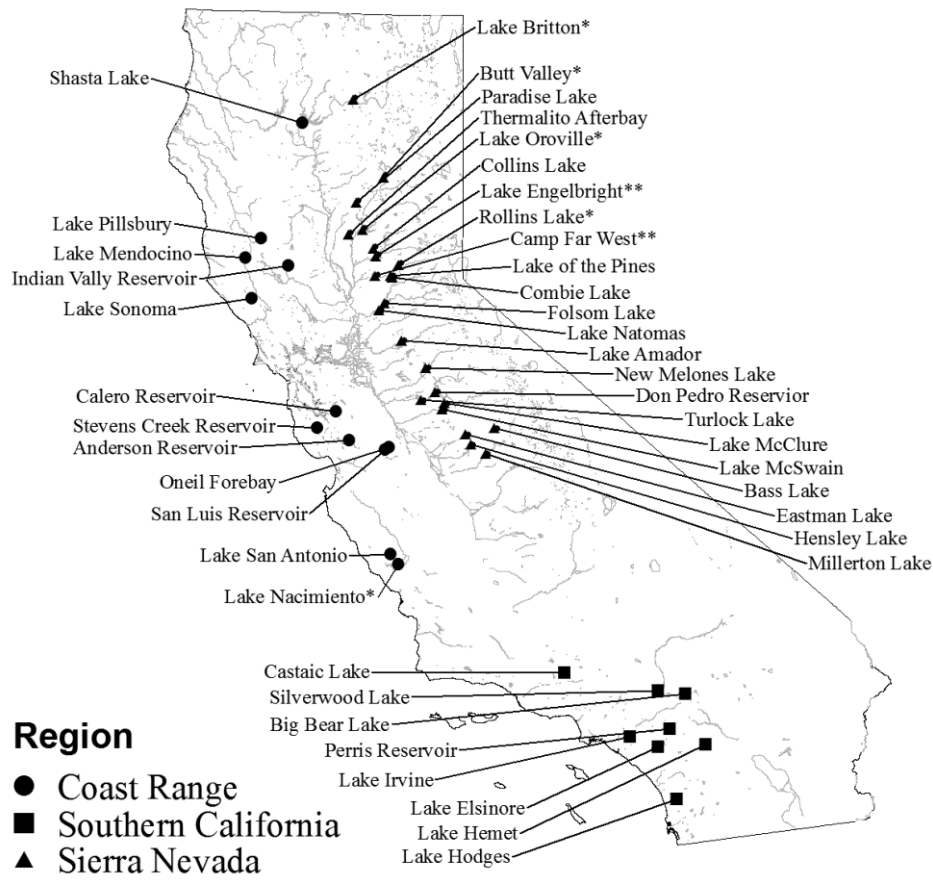 Lake Britton*
Shasta Lake
Butt Valley*
Paradise Lake
Thermalito Afterbay
Lake Oroville*
Collins Lake
Lake Engelbright**
Rollins Lake*
Camp Far West**
Lake of the Pines
Combie Lake
Folsom Lake
Lake Natomas
Lake Amador
New Melones Lake
Don Pedro Reservior
Turlock Lake
Lake McClure
Lake McSwain
Bass Lake
Eastman Lake
Hensley Lake
Millerton Lake
Lake Pillsbury
Lake Mendocino
Indian Vally Reservoir
Lake Sonoma
Calero Reservoir
Stevens Creek Reservoir
Anderson Reservoir
Oneil Forebay
San Luis Reservoir
Lake San Antonio
Lake Nacimiento*
Castaic Lake
Silverwood Lake
Big Bear Lake
Perris Reservoir
Lake Irvine
Lake Elsinore
Lake Hemet
Lake Hodges
Region
Coast Range
Southern California
Sierra Nevada